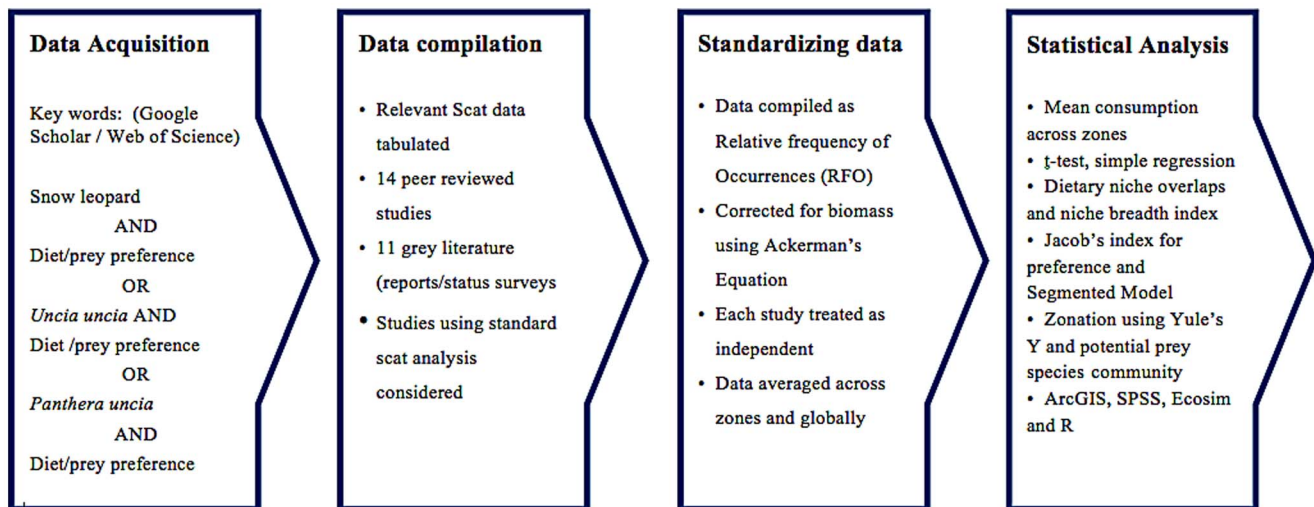 Data Acquisition
Key words: (Google
Scholar / Web of Science)
Snow leopard
AND
Diet/prey preference
OR
Uncia uncia AND
Diet /prey preference
OR
Panthera uncia
AND
Diet/prey preference
Data compilation
• Relevant Scat data
tabulated
• 14 peer reviewed
studies
• 11 grey literature
(reports/status surveys
• Studies using standard
scat analysis
considered
Standardizing data
• Data compiled as
Relative frequency of
Occurrences (RFO)
• Corrected for biomass
using Ackerman's
Equation
• Each study treated as
independent
• Data averaged across
zones and globally
Statistical Analysis
• Mean consumption
across zones
• t-test, simple regression
• Dietary niche overlaps
and niche breadth index
• Jacob's index for
preference and
Segmented Model
• Zonation using Yule's
Y and potential prey
species community
• ArcGIS, SPSS, Ecosim
and R